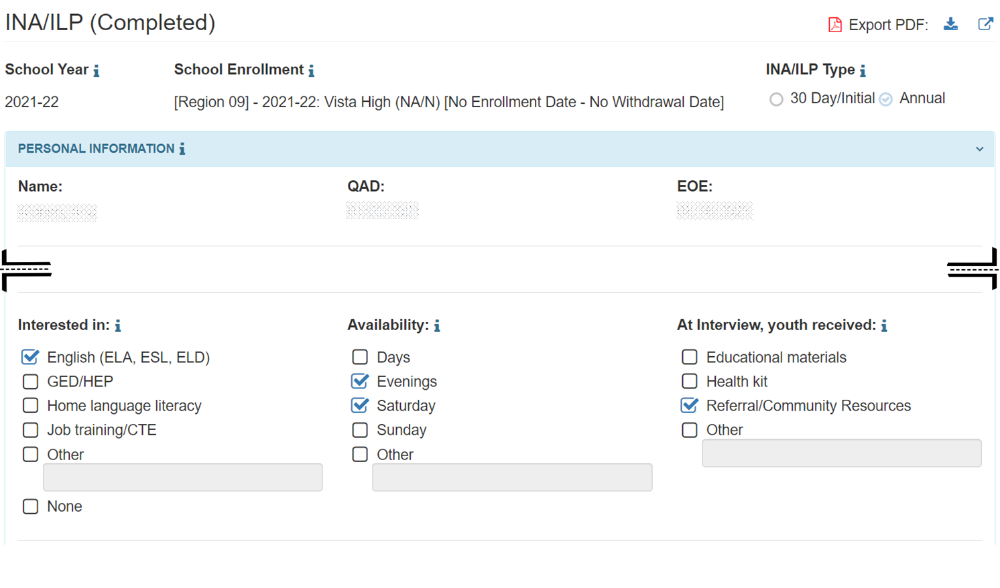 INA/ILP (Completed)
Export PDF:
School Year
School Enrollment
INA/ILP Type
2021-22
[Region 09] - 2021-22: Vista High (NA/N) [No Enrollment Date - No Withdrawal Date]
30 Day/Initial
Annual
PERSONAL INFORMATION
Name:
QAD:
EOE:
Interested in:
English (ELA, ESL, ELD)
GED/HEP
Home language literacy
Job training/CTE
Other
None
Availability:
Days
Evenings
Saturday
Sunday
Other
At Interview, youth received:
Educational materials
Health kit
Referral/Community Resources
Other